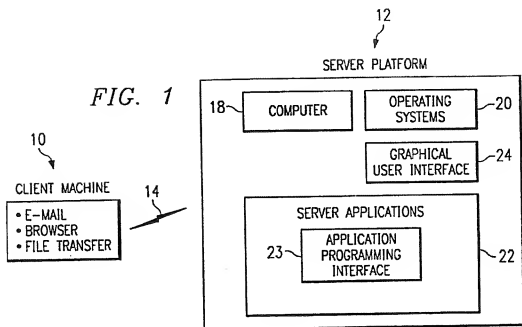 12
SERVER PLATFORM
FIG. 1
18
COMPUTER
OPERATING
SYSTEMS
20
GRAPHICAL
USER INTERFACE
24
10
CLIENT MACHINE
• E-MAIL
• BROWSER
• FILE TRANSFER
14
SERVER APPLICATIONS
23
APPLICATION
PROGRAMMING
INTERFACE
22